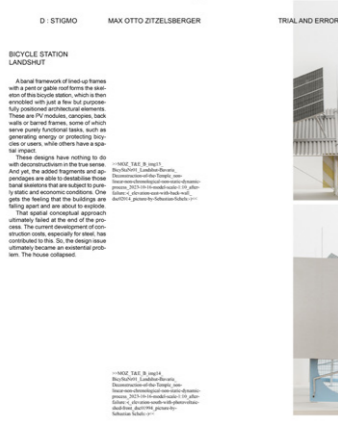 D : STIGMO
MAX OTTO ZITZELSBERGER
TRIAL AND ERROR
BICYCLE STATION
LANDSHUT
A banal framework of lined-up frames
with a pent or gable roof forms the skel-
eton of this bicycle station, which is then
ennobled with just a few but purpose-
fully positioned architectural elements.
These are PV modules, canopies, back
walls or barred frames, some of which
serve purely functional tasks, such as
generating energy or protecting bicy-
cles or users, while others have a spa-
tial impact.
These designs have nothing to do
with deconstructivism in the true sense.
And yet, the added fragments and ap-
pendages are able to destabilise those
banal skeletons that are subject to pure-
ly static and economic conditions. One
gets the feeling that the buildings are
falling apart and are about to explode.
That spatial conceptual approach
ultimately failed at the end of the pro-
cess. The current development of con-
struction costs, especially for steel, has
contributed to this. So, the design issue
ultimately became an existential prob-
lem. The house collapsed.